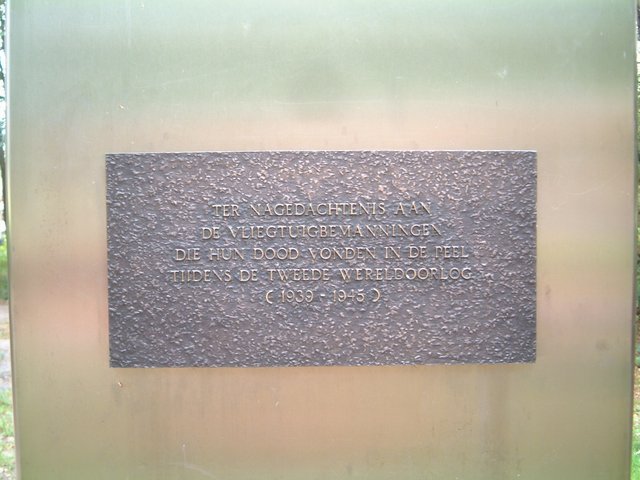 TER NAGEDACHTENIS AAN
DE VLIEGTUIGBEMANNINGEN
DIE HUN DOOD VONDEN IN DE PEEL
TIJDENS DE TWEEDE WERELDOORLOG
(1939-1945)